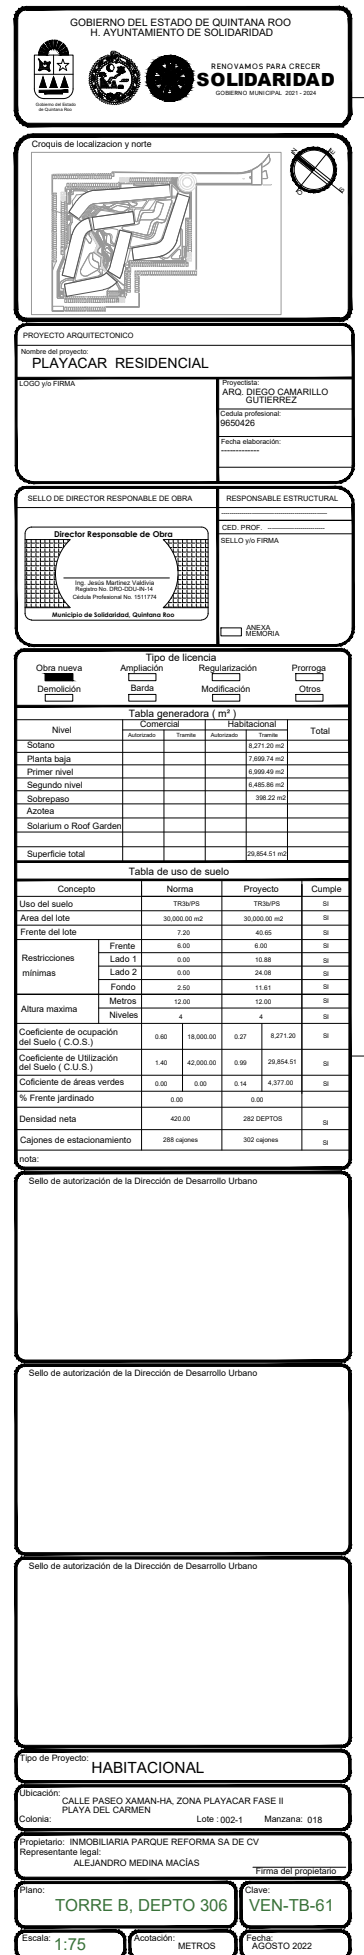 GOBIERNO DEL ESTADO DE QUINTANA ROO
H. AYUNTAMIENTO DE SOLIDARIDAD
RENOVAMOS PARA CRECER
SOLIDARIDAD
GOBIERNO MUNICIPAL 2021 - 2024
Gobierno del Estado
de Quintana Roo
Croquis de localizacion y norte
PROYECTO ARQUITECTONICO
Nombre del proyecto:
PLAYACAR RESIDENCIAL
LOGO y/o FIRMA
Proyectista:
ARQ. DIEGO CAMARILLO
GUTIERREZ
Cedula profesional:
9650426
Fecha elaboración:
-------------
SELLO DE DIRECTOR RESPONABLE DE OBRA
RESPONSABLE ESTRUCTURAL
CED. PROF. -------------------------
SELLO y/o FIRMA
Director Responsable de Obra
Ing. Jesús Martínez Valdivia
Registro No. DRO-DDU-IN-14
Cédula Profesional No. 1511774
Municipio de Solidaridad, Quintana Roo
ANEXA
MEMORIA
Tipo de licencia
Obra nueva Ampliación Regularización Prorroga
Demolición Barda Modificación Otros
Tabla generadora ( m² )
Nivel Comercial Habitacional Total
Autorizado Tramite Autorizado Tramite
Sotano 8,271.20 m2
Planta baja 7,699.74 m2
Primer nivel 6,999.49 m2
Segundo nivel 6,485.86 m2
Sobrepaso 398.22 m2
Azotea
Solarium o Roof Garden
Superficie total 29,854.51 m2
Tabla de uso de suelo
Concepto Norma Proyecto Cumple
Uso del suelo TR3b/PS TR3b/PS SI
Area del lote 30,000.00 m2 30,000.00 m2 SI
Frente del lote 7.20 40.65 SI
Restricciones mínimas Frente 6.00 6.00 SI
Lado 1 0.00 10.88 SI
Lado 2 0.00 24.08 SI
Fondo 2.50 11.61 SI
Altura maxima Metros 12.00 12.00 SI
Niveles 4 4 SI
Coeficiente de ocupación
del Suelo ( C.O.S.) 0.60 18,000.00 0.27 8,271.20 SI
Coeficiente de Utilización
del Suelo ( C.U.S.) 1.40 42,000.00 0.99 29,854.51 SI
Coficiente de áreas verdes 0.00 0.00 0.14 4,377.00 SI
% Frente jardinado 0.00 0.00
Densidad neta 420.00 282 DEPTOS SI
Cajones de estacionamiento 288 cajones 302 cajones SI
nota:
Sello de autorización de la Dirección de Desarrollo Urbano
Sello de autorización de la Dirección de Desarrollo Urbano
Sello de autorización de la Dirección de Desarrollo Urbano
Tipo de Proyecto:
HABITACIONAL
Ubicación:
CALLE PASEO XAMAN-HA, ZONA PLAYACAR FASE II
PLAYA DEL CARMEN
Colonia: Lote : 002-1 Manzana: 018
Propietario: INMOBILIARIA PARQUE REFORMA SA DE CV
Representante legal:
ALEJANDRO MEDINA MACÍAS
Firma del propietario
Plano:
TORRE B, DEPTO 306
Clave:
VEN-TB-61
Escala: 1:75
Acotación:
METROS
Fecha:
AGOSTO 2022